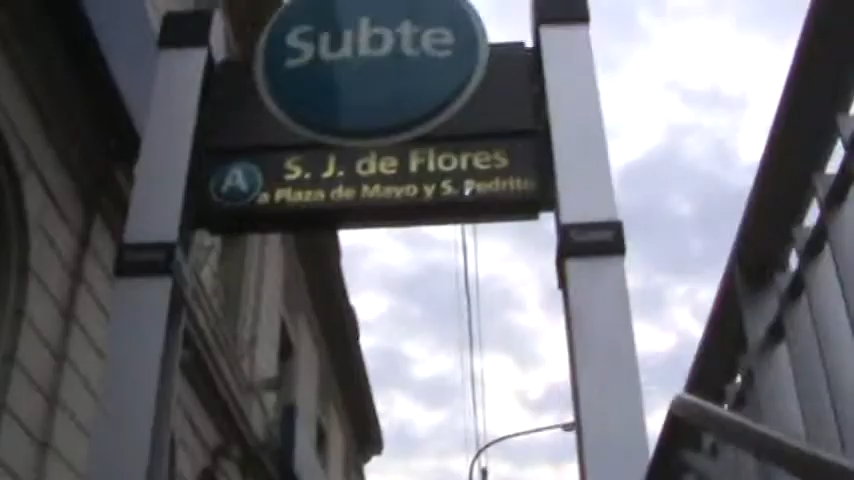 Subte
A
S. J. de Flores
a Plaza de Mayo y S. Pedrito